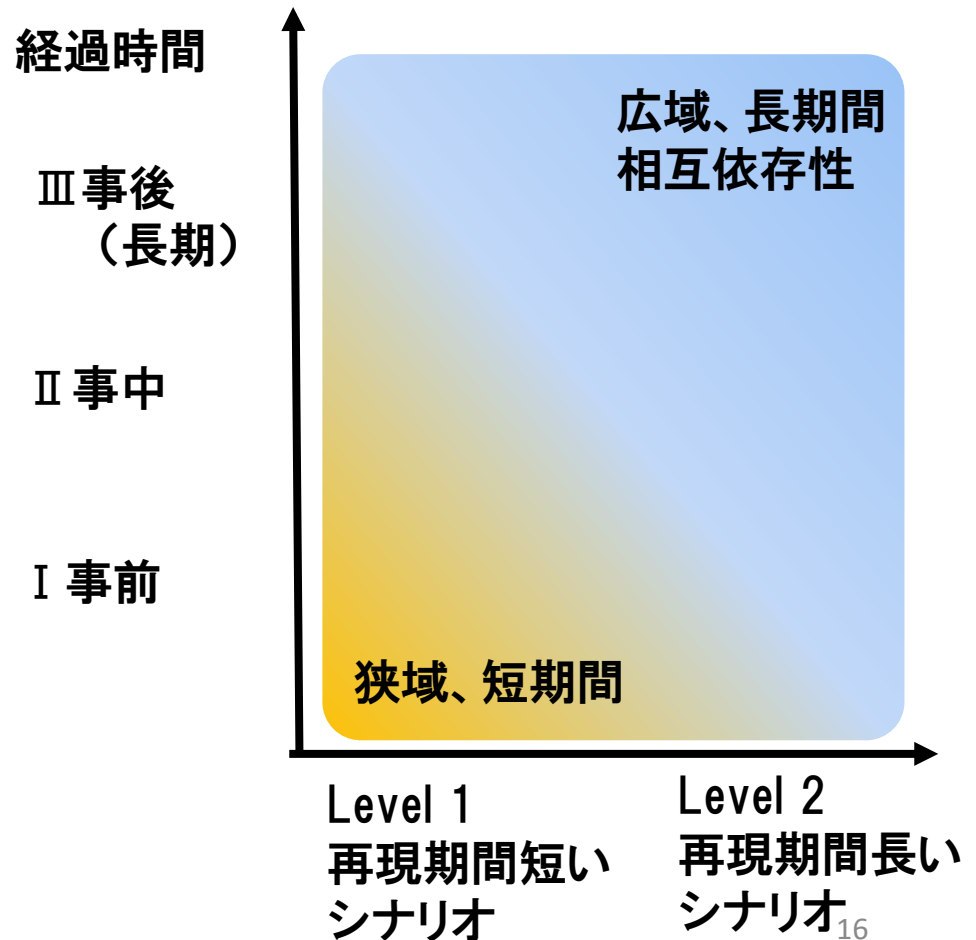 経過時間
広域、長期間
相互依存性
Ⅲ事後
（長期）
Ⅱ事中
Ⅰ事前
狭域、短期間
Level 1
再現期間短い
シナリオ
Level 2
再現期間長い
シナリオ
16